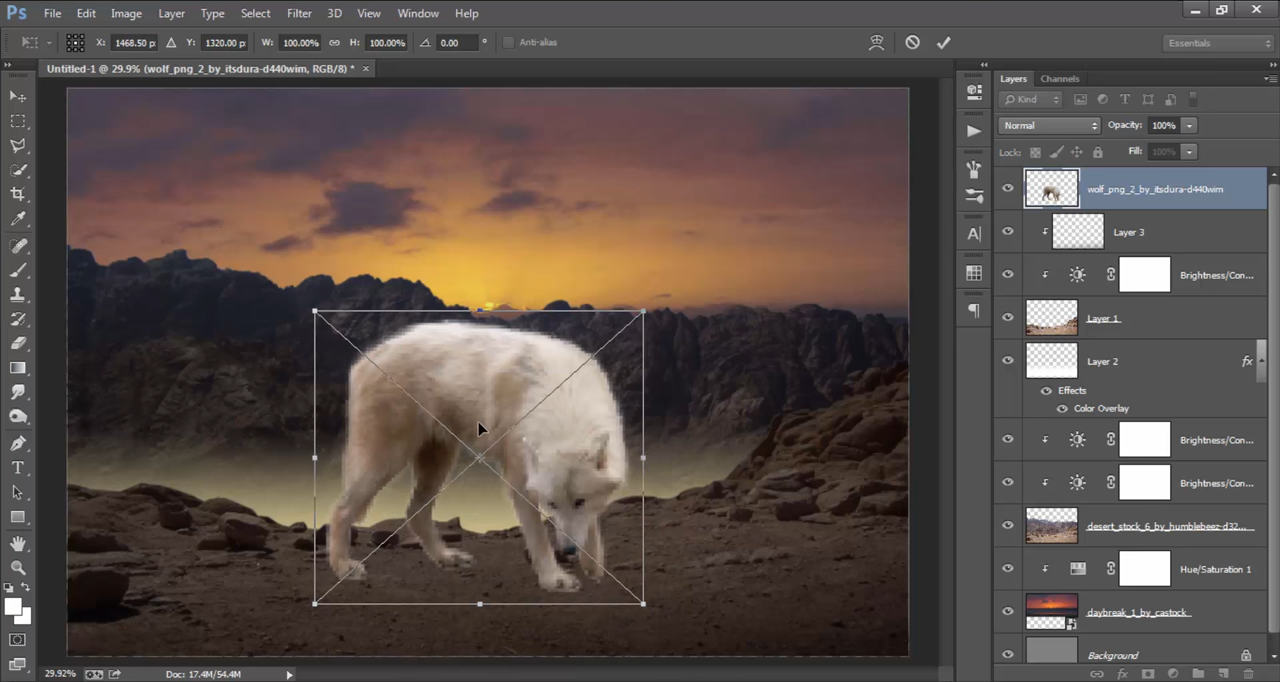 Ps File Edit Image Layer Type Select Filter 3D View Window Help
X: 1468.50 p: Y: 1320.00 p: W: 100.00% H: 100.00% 0.00 ° Anti-alias Essentials
Untitled-1 @ 29.9% (wolf_png_2_by_itsdura-d440wim, RGB/8) * ×
Layers Channels
Kind
Normal Opacity: 100%
Lock: Fill: 100%
wolf_png_2_by_itsdura-d440wim
Layer 3
Brightness/Con...
Layer 1
Layer 2 fx
Effects
Color Overlay
Brightness/Con...
Brightness/Con...
desert_stock_6_by_humblebeez-d32...
Hue/Saturation 1
daybreak_1_by_castock
Background
29.92% Doc: 17.4M/54.4M